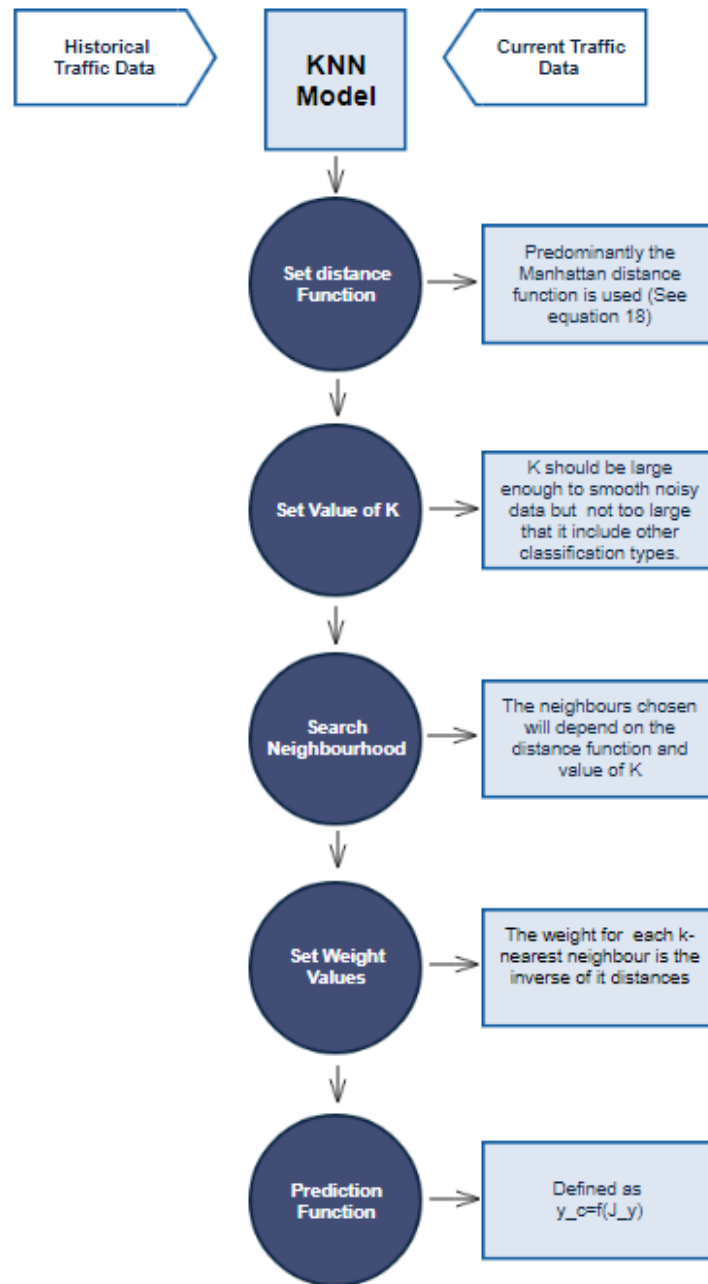 Historical
Traffic Data
KNN
Model
Current Traffic
Data
Set distance
Function
Predominantly the
Manhattan distance
function is used (See
equation 18)
Set Value of K
K should be large
enough to smooth noisy
data but not too large
that it include other
classification types.
Search
Neighbourhood
The neighbours chosen
will depend on the
distance function and
value of K
Set Weight
Values
The weight for each k-
nearest neighbour is the
inverse of it distances
Prediction
Function
Defined as
y_c=f(J_y)